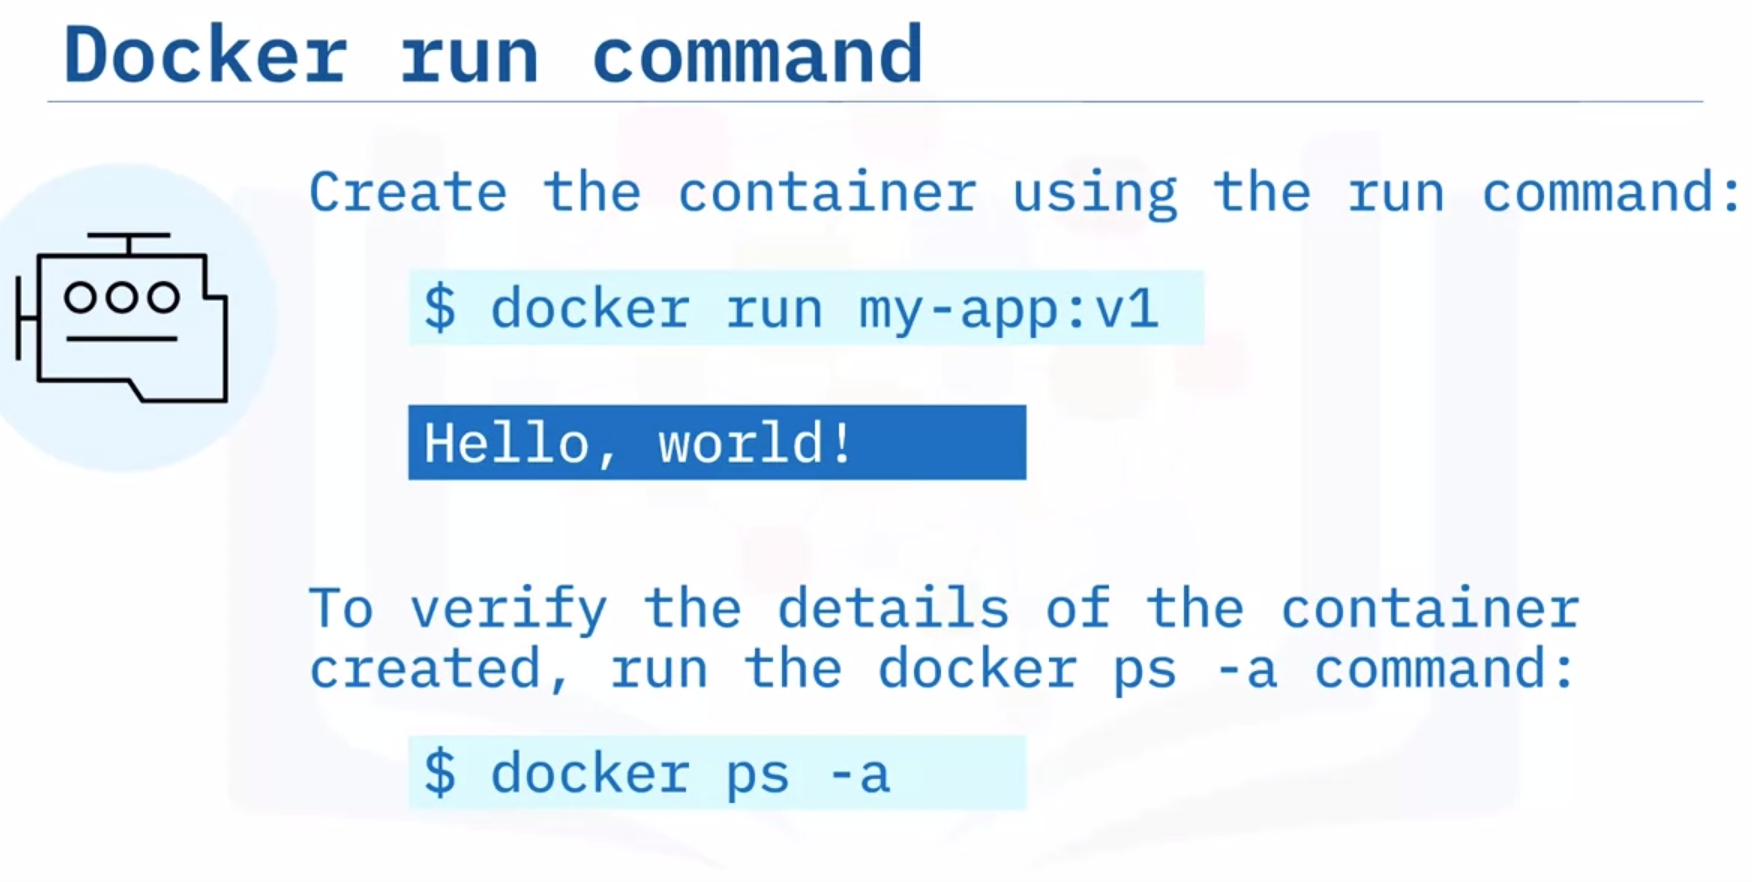 Docker run command
Create the container using the run command:
$ docker run my-app:v1
Hello, world!
To verify the details of the container
created, run the docker ps -a command:
$ docker ps -a